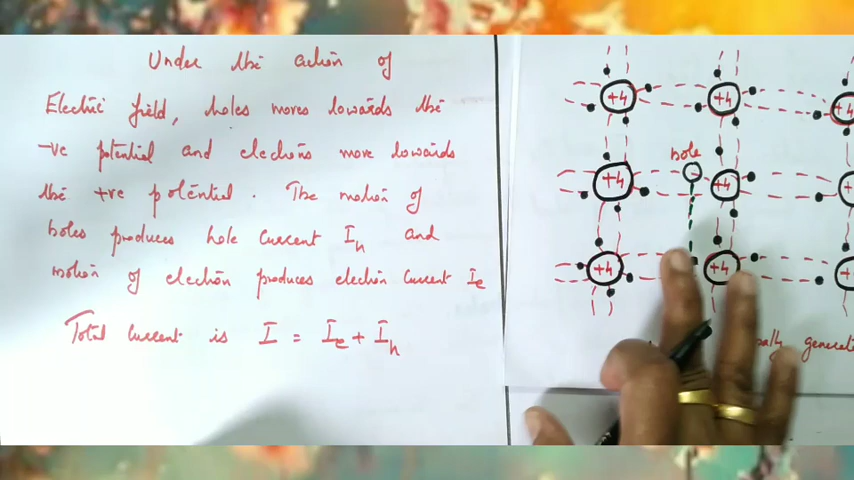 Under the action of
Electric field, holes moves towards the
-ve potential and electrons move towards
the +ve potential. The motion of
holes produces hole current Ih and
motion of electron produces electron current Ie
Total current is I = Ie + Ih
+4 +4 +4
hole
+4 +4
+4 +4 +4
generati